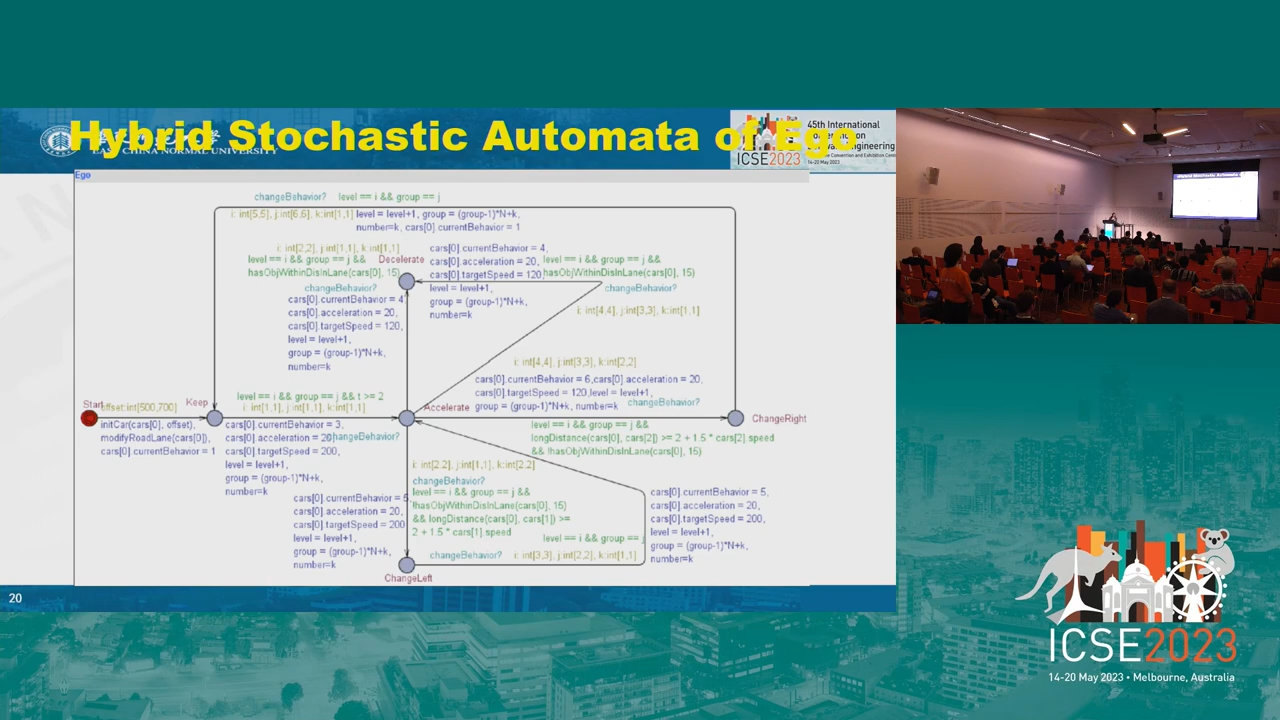 Hybrid Stochastic Automata of Ego
EAST CHINA NORMAL UNIVERSITY
ICSE2023
45th International
14-20 May 2023
Ego
changeBehavior? level == i && group == j
i: int[5,5], j:int[6,6], k:int[1,1] level = level+1, group = (group-1)*N+k,
number=k, cars[0].currentBehavior = 1
i: int[2,2], j:int[1,1], k:int[1,1]
level == i && group == j &&
hasObjWithinDisInLane(cars[0], 15)
Decelerate
changeBehavior?
cars[0].currentBehavior = 4,
cars[0].acceleration = 20,
cars[0].targetSpeed = 120,
level = level+1,
group = (group-1)*N+k,
number=k
level == i && group == j &&
hasObjWithinDisInLane(cars[0], 15)
changeBehavior?
i: int[4,4], j:int[3,3], k:int[1,1]
cars[0].currentBehavior = 4,
cars[0].acceleration = 20,
cars[0].targetSpeed = 120,
level = level+1,
group = (group-1)*N+k,
number=k
i: int[4,4], j:int[3,3], k:int[2,2]
cars[0].currentBehavior = 6,cars[0].acceleration = 20,
cars[0].targetSpeed = 120,level = level+1,
group = (group-1)*N+k, number=k
changeBehavior?
Start
offset:int[500,700]
initCar(cars[0], offset),
modifyRoadLane(cars[0]),
cars[0].currentBehavior = 1
Keep
level == i && group == j && t >= 2
i: int[1,1], j:int[1,1], k:int[1,1]
cars[0].currentBehavior = 3,
cars[0].acceleration = 20,
changeBehavior?
cars[0].targetSpeed = 200,
level = level+1,
group = (group-1)*N+k,
number=k
Accelerate
ChangeRight
level == i && group == j &&
longDistance(cars[0], cars[2]) >= 2 + 1.5 * cars[2].speed
&& !hasObjWithinDisInLane(cars[0], 15)
i: int[2,2], j:int[1,1], k:int[2,2]
changeBehavior?
level == i && group == j &&
!hasObjWithinDisInLane(cars[0], 15)
&& longDistance(cars[0], cars[1]) >=
2 + 1.5 * cars[1].speed
cars[0].currentBehavior = 5,
cars[0].acceleration = 20,
cars[0].targetSpeed = 200,
level = level+1,
group = (group-1)*N+k,
number=k
level == i && group == j
changeBehavior? i: int[3,3], j:int[2,2], k:int[1,1]
cars[0].currentBehavior = 5,
cars[0].acceleration = 20,
cars[0].targetSpeed = 200,
level = level+1,
group = (group-1)*N+k,
number=k
ChangeLeft
20
ICSE2023
14-20 May 2023 • Melbourne, Australia